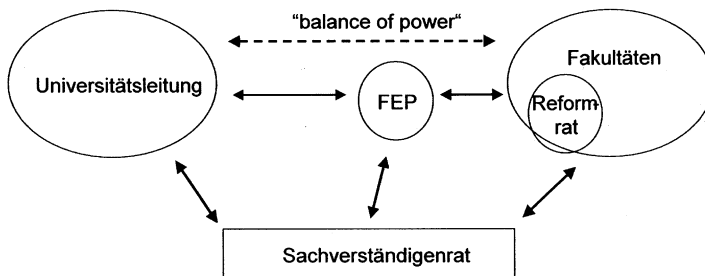 "balance of power“
Universitätsleitung
FEP
Fakultäten
Reform-
rat
Sachverständigenrat